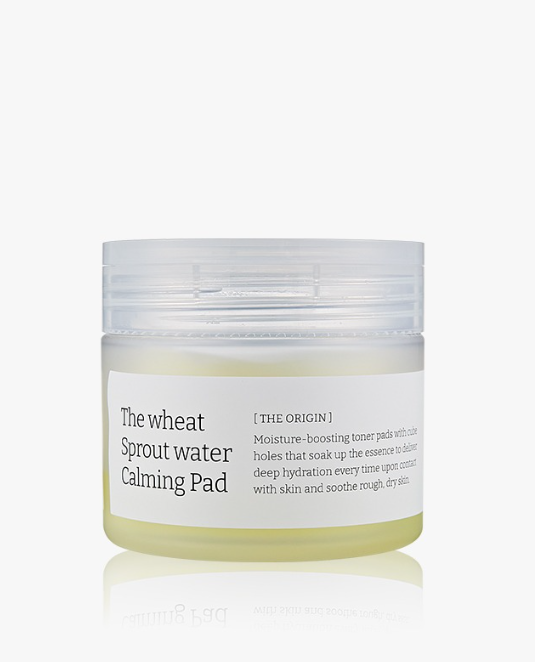 The wheat
Sprout water
Calming Pad
[ THE ORIGIN ]
Moisture-boosting toner pads with cube
holes that soak up the essence to deliver
deep hydration every time upon contact
with skin and soothe rough, dry skin.